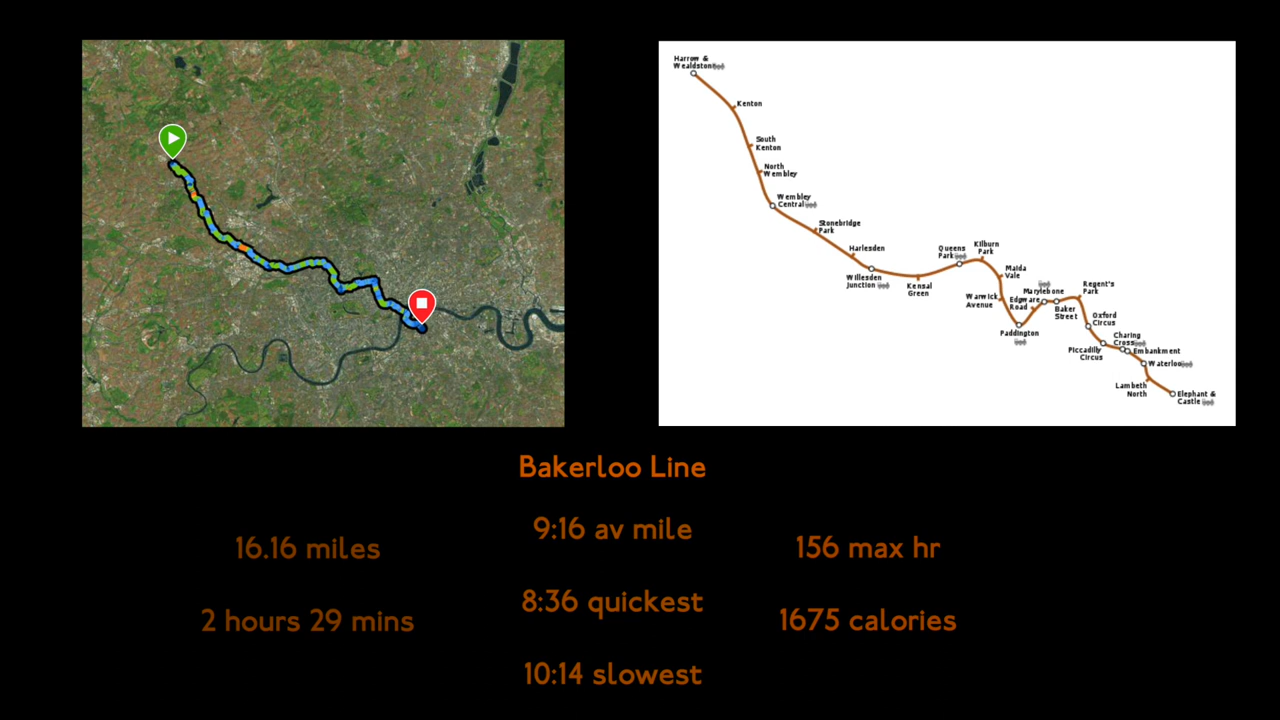 Harrow &
Wealdstone
Kenton
South
Kenton
North
Wembley
Wembley
Central
Stonebridge
Park
Harlesden
Willesden
Junction
Kensal
Green
Queens
Park
Kilburn
Park
Maida
Vale
Warwick
Avenue
Paddington
Edgware
Road
Marylebone
Baker
Street
Regent's
Park
Oxford
Circus
Piccadilly
Circus
Charing
Cross
Embankment
Waterloo
Lambeth
North
Elephant &
Castle
Bakerloo Line
9:16 av mile
16.16 miles
156 max hr
8:36 quickest
2 hours 29 mins
1675 calories
10:14 slowest